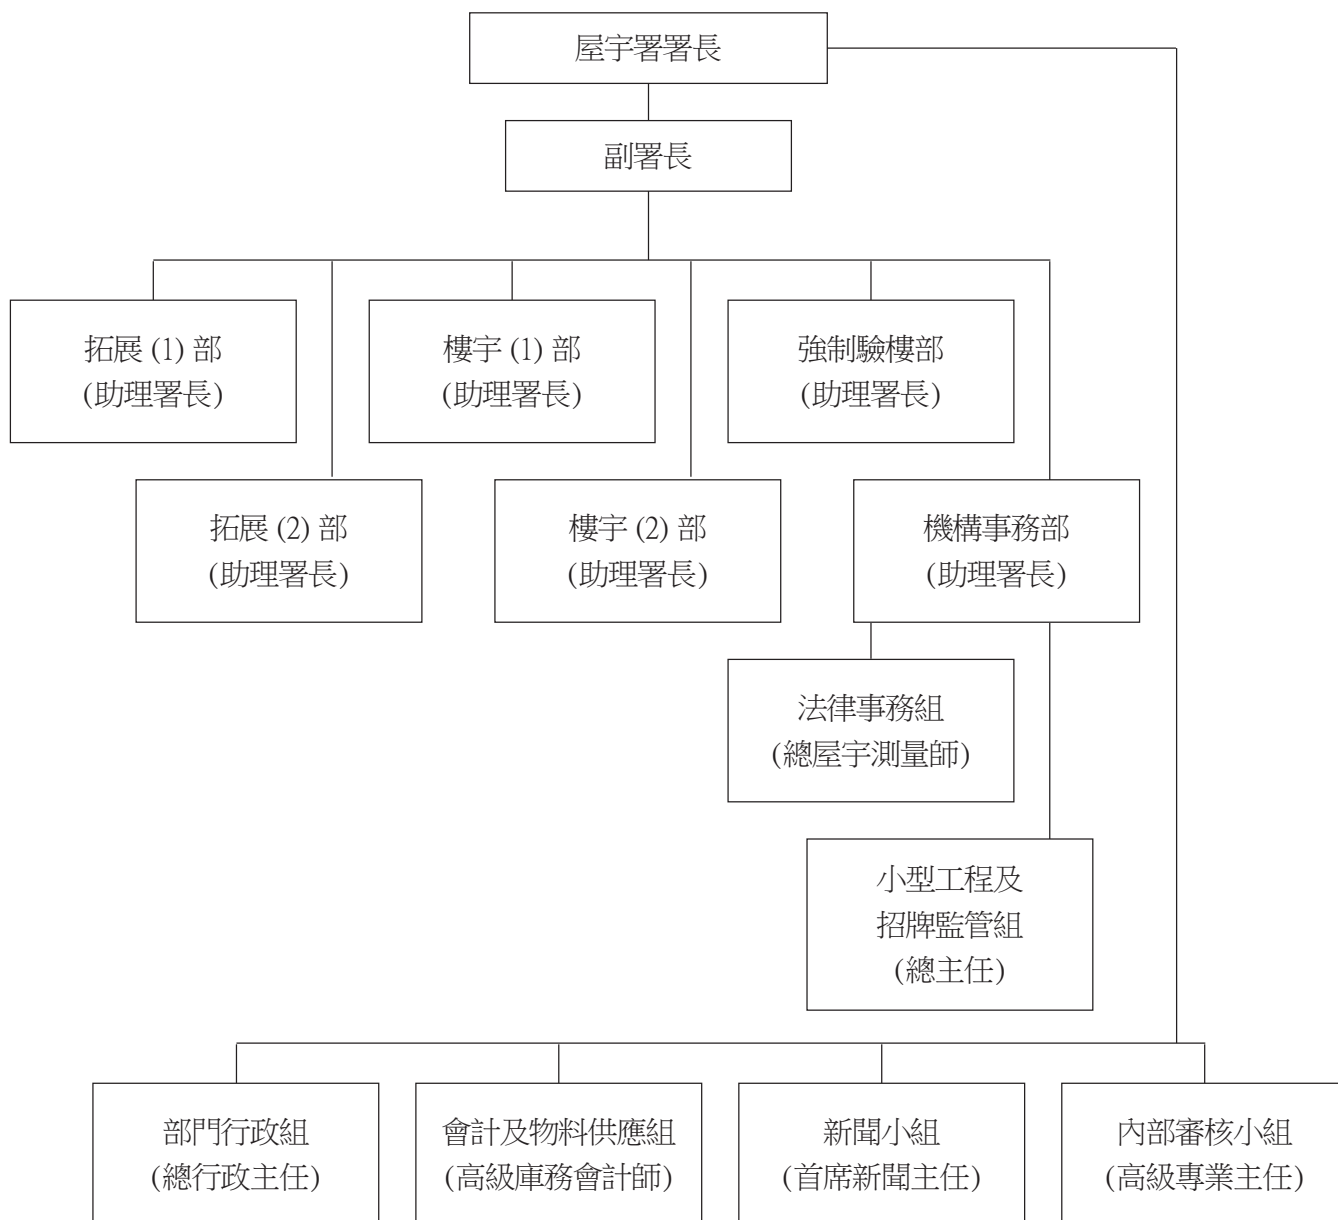 屋宇署署長
副署長
拓展 (1) 部
(助理署長)
樓宇 (1) 部
(助理署長)
強制驗樓部
(助理署長)
拓展 (2) 部
(助理署長)
樓宇 (2) 部
(助理署長)
機構事務部
(助理署長)
法律事務組
(總屋宇測量師)
小型工程及
招牌監管組
(總主任)
部門行政組
(總行政主任)
會計及物料供應組
(高級庫務會計師)
新聞小組
(首席新聞主任)
內部審核小組
(高級專業主任)